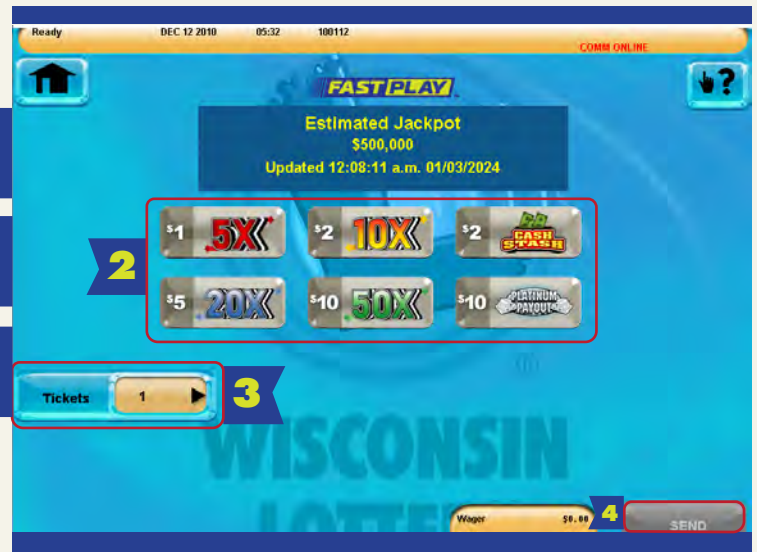 Ready DEC 12 2010 05:32 100112
COMM ONLINE
?
FAST PLAY
Estimated Jackpot
$500,000
Updated 12:08:11 a.m. 01/03/2024
2
$1 5X $2 10X $2 CASH STASH
$5 20X $10 50X $10 PLATINUM PAYOUT
Tickets 1 3
WISCONSIN
LOTTERY
Wager $0.00 4 SEND